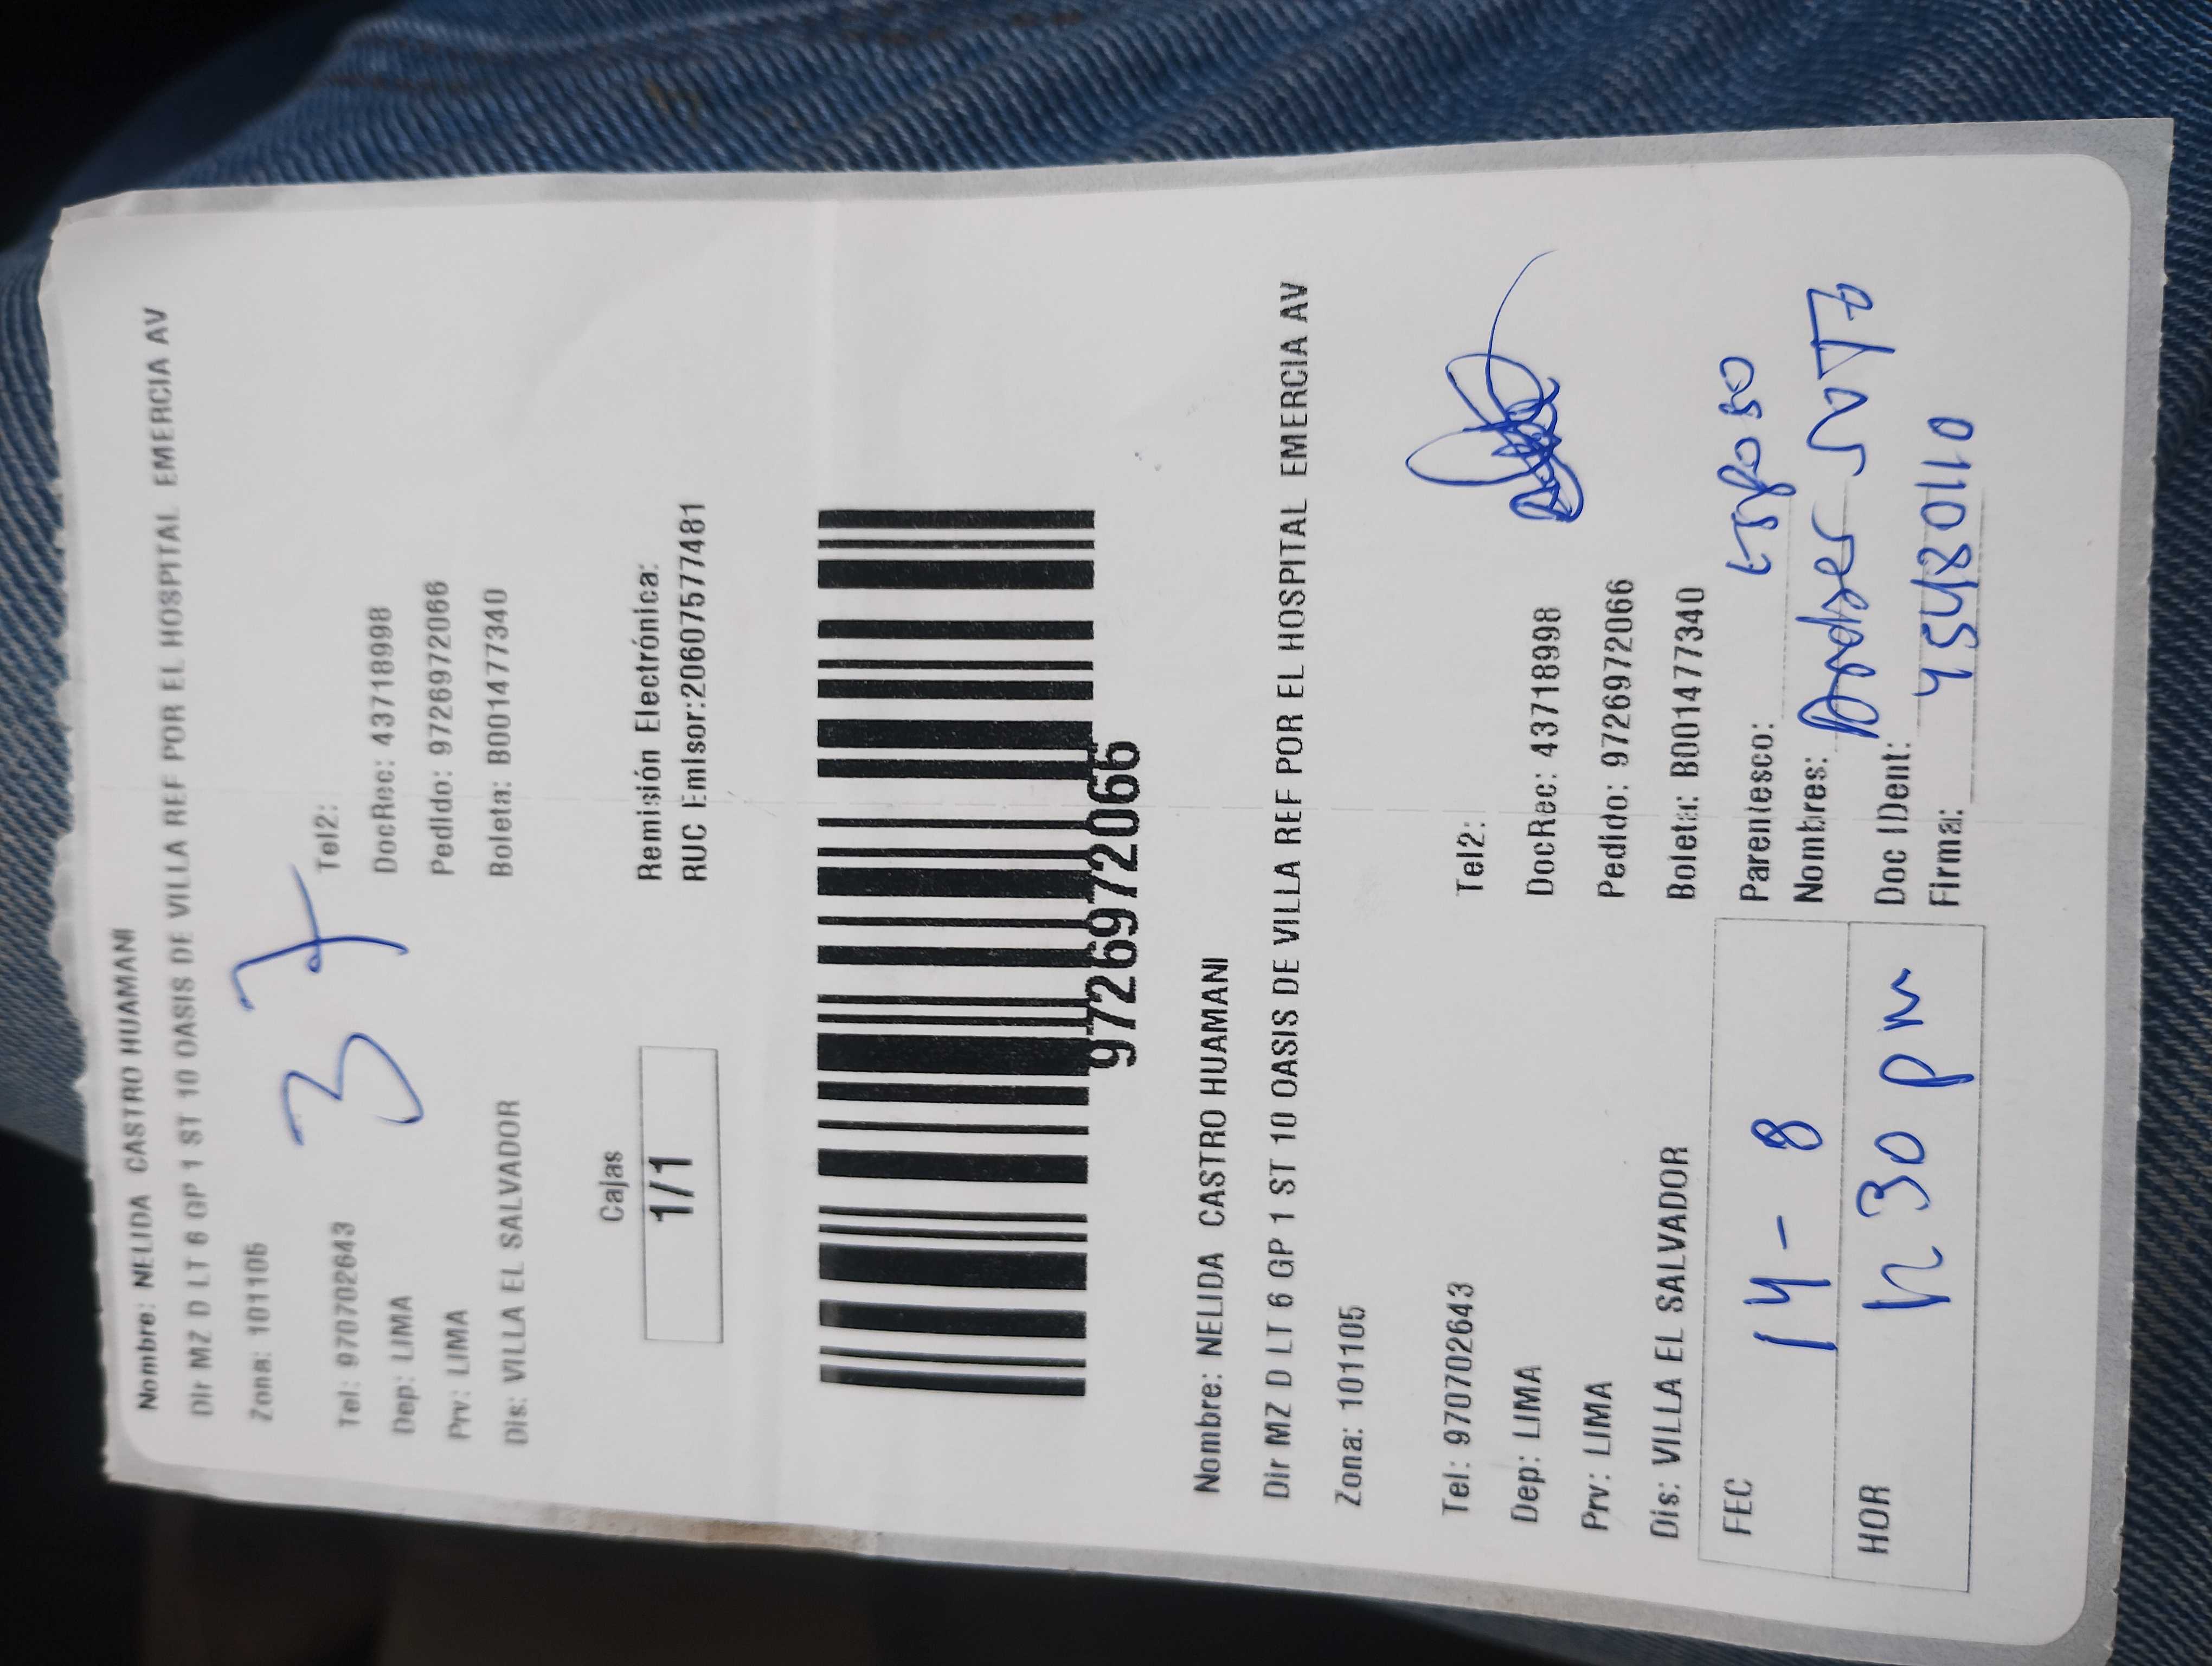 Nombre: NELIDA CASTRO HUAMANI
Dir MZ D LT 6 GP 1 ST 10 OASIS DE VILLA REF POR EL HOSPITAL EMERCIA AV
Zona: 101105
37
Tel: 970702643 Tel2:
Dep: LIMA DocRec: 43718998
Prv: LIMA Pedido: 9726972066
Dis: VILLA EL SALVADOR Boleta: B00147​7340
Cajas
1/1
Remisión Electrónica:
RUC Emisor:20607577481
9726972066
Nombre: NELIDA CASTRO HUAMANI
Dir MZ D LT 6 GP 1 ST 10 OASIS DE VILLA REF POR EL HOSPITAL EMERCIA AV
Zona: 101105
Tel: 970702643 Tel2:
Dep: LIMA DocRec: 43718998
Prv: LIMA Pedido: 9726972066
Dis: VILLA EL SALVADOR Boleta: B001477340
FEC 14-8 Parentesco: Esposo
Nombres:
HOR 30 pm Doc IDent: 45480110
Firma: